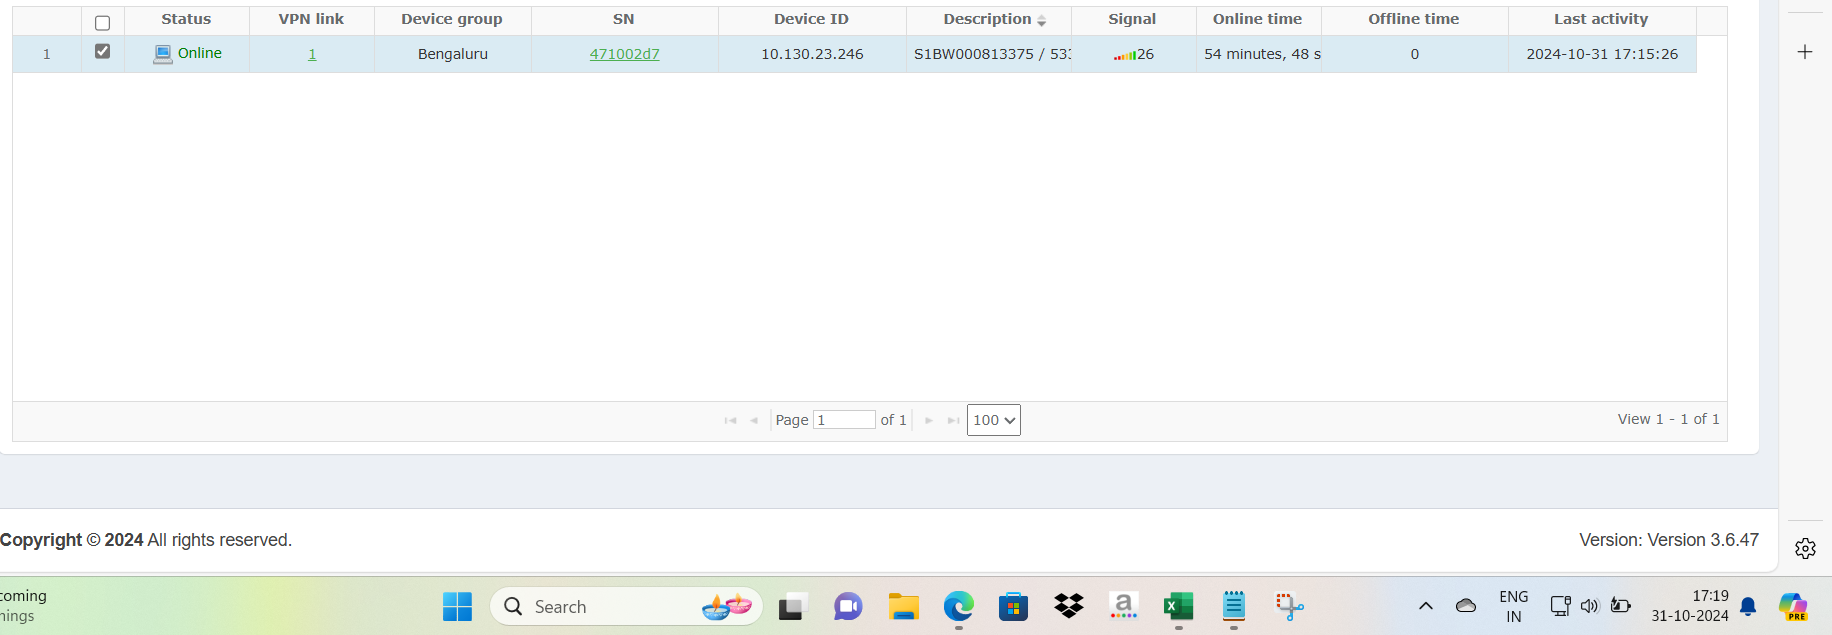 Status VPN link Device group SN Device ID Description Signal Online time Offline time Last activity
1 Online 1 Bengaluru 471002d7 10.130.23.246 S1BW000813375 / 533 26 54 minutes, 48 s 0 2024-10-31 17:15:26
Page 1 of 1 100 View 1 - 1 of 1
Copyright © 2024 All rights reserved. Version: Version 3.6.47
coming
nings
Search
a
X
ENG
IN
17:19
31-10-2024
PRE